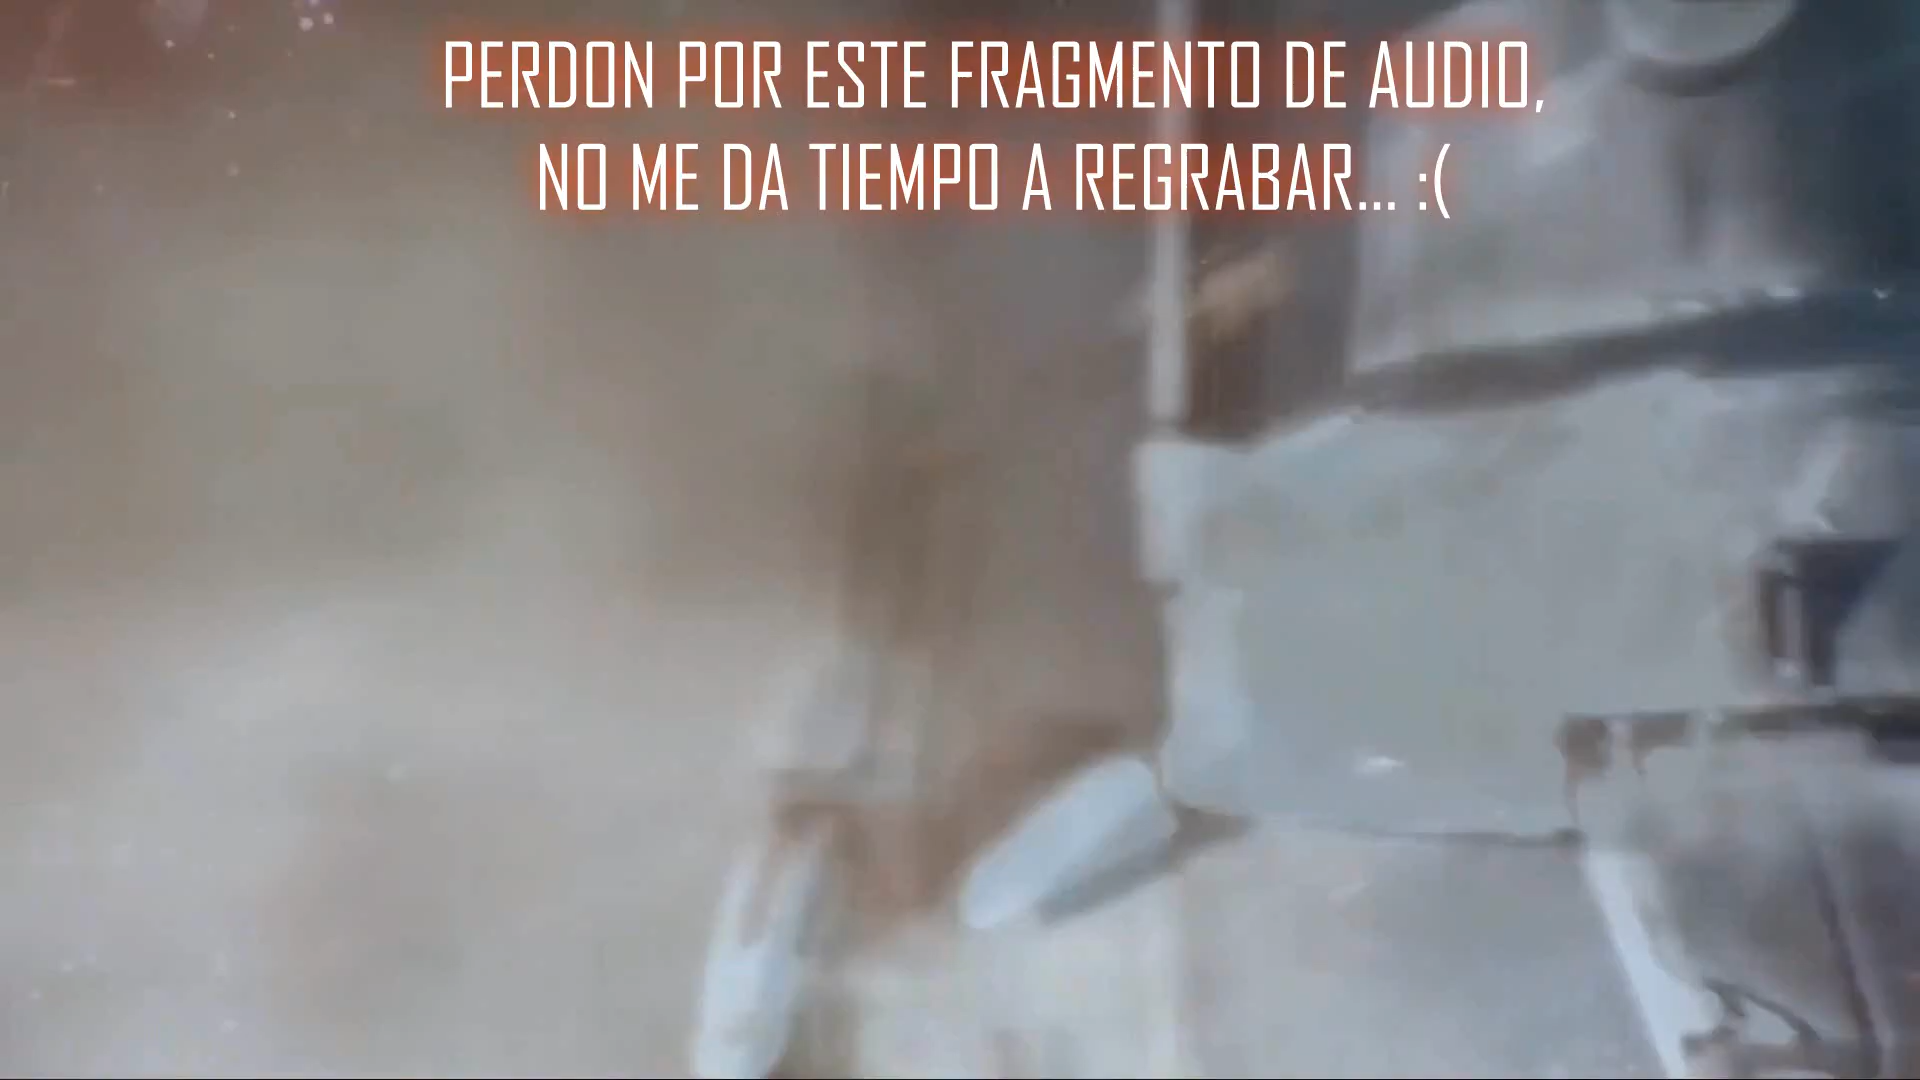 PERDON POR ESTE FRAGMENTO DE AUDIO,
NO ME DA TIEMPO A REGRABAR... :(